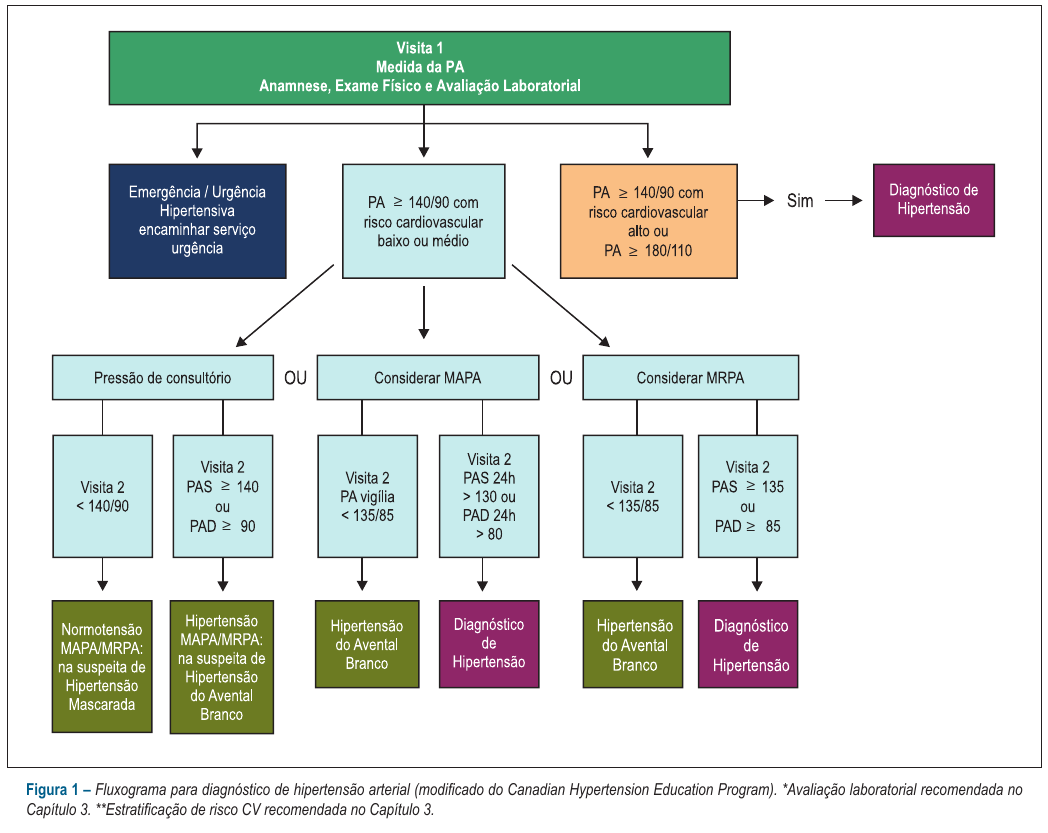 Visita 1
Medida da PA
Anamnese, Exame Físico e Avaliação Laboratorial
Emergência / Urgência
Hipertensiva
encaminhar serviço
urgência
PA ≥ 140/90 com
risco cardiovascular
baixo ou médio
PA ≥ 140/90 com
risco cardiovascular
alto ou
PA ≥ 180/110
Sim
Diagnóstico de
Hipertensão
Pressão de consultório
OU
Considerar MAPA
OU
Considerar MRPA
Visita 2
< 140/90
Visita 2
PAS ≥ 140
ou
PAD ≥ 90
Visita 2
PA vigília
< 135/85
Visita 2
PAS 24h
> 130 ou
PAD 24h
> 80
Visita 2
< 135/85
Visita 2
PAS ≥ 135
ou
PAD ≥ 85
Normotensão
MAPA/MRPA:
na suspeita de
Hipertensão
Mascarada
Hipertensão
MAPA/MRPA:
na suspeita de
Hipertensão
do Avental
Branco
Hipertensão
do Avental
Branco
Diagnóstico
de
Hipertensão
Hipertensão
do Avental
Branco
Diagnóstico
de
Hipertensão
Figura 1 – Fluxograma para diagnóstico de hipertensão arterial (modificado do Canadian Hypertension Education Program). *Avaliação laboratorial recomendada no
Capítulo 3. **Estratificação de risco CV recomendada no Capítulo 3.